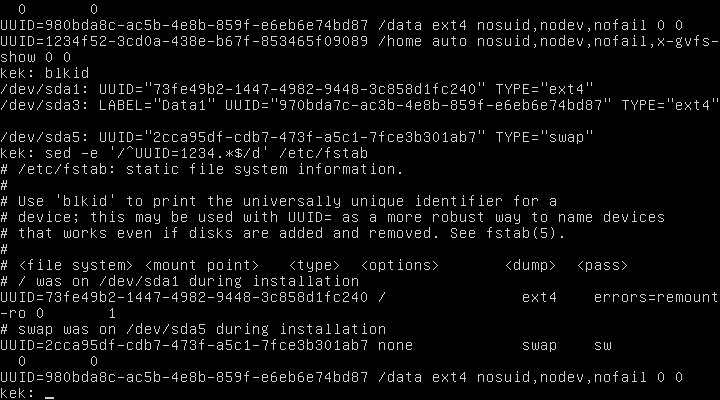 0       0
UUID=980bda8c-ac5b-4e8b-859f-e6eb6e74bd87 /data ext4 nosuid,nodev,nofail 0 0
UUID=1234f52-3cd0a-438e-b67f-853465f09089 /home auto nosuid,nodev,nofail,x-gvfs-
show 0 0
kek: blkid
/dev/sda1: UUID="73fe49b2-1447-4982-9448-3c858d1fc240" TYPE="ext4"
/dev/sda3: LABEL="Data1" UUID="970bda7c-ac3b-4e8b-859f-e6eb6e74bd87" TYPE="ext4"
/dev/sda5: UUID="2cca95df-cdb7-473f-a5c1-7fce3b301ab7" TYPE="swap"
kek: sed -e '/^UUID=1234.*$/d' /etc/fstab
# /etc/fstab: static file system information.
#
# Use 'blkid' to print the universally unique identifier for a
# device; this may be used with UUID= as a more robust way to name devices
# that works even if disks are added and removed. See fstab(5).
#
# <file system> <mount point>   <type>  <options>       <dump>  <pass>
# / was on /dev/sda1 during installation
UUID=73fe49b2-1447-4982-9448-3c858d1fc240 /               ext4    errors=remount
-ro 0       1
# swap was on /dev/sda5 during installation
UUID=2cca95df-cdb7-473f-a5c1-7fce3b301ab7 none            swap    sw
0       0
UUID=980bda8c-ac5b-4e8b-859f-e6eb6e74bd87 /data ext4 nosuid,nodev,nofail 0 0
kek: _